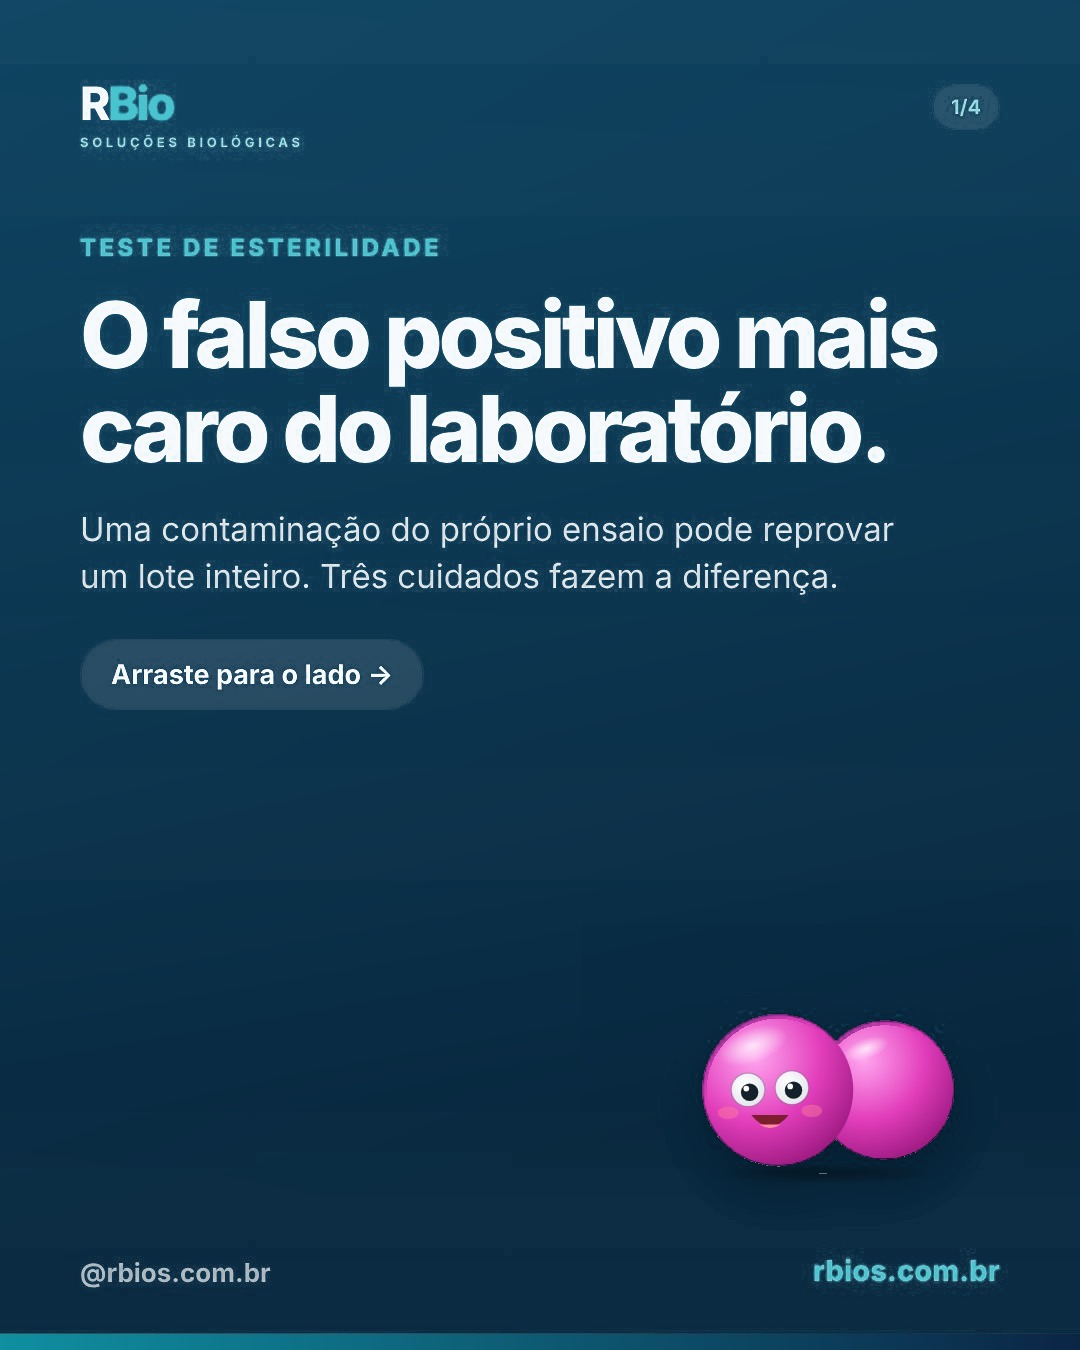 RBio
SOLUÇÕES BIOLÓGICAS
1/4
TESTE DE ESTERILIDADE
O falso positivo mais
caro do laboratório.
Uma contaminação do próprio ensaio pode reprovar
um lote inteiro. Três cuidados fazem a diferença.
Arraste para o lado →
@rbios.com.br
rbios.com.br